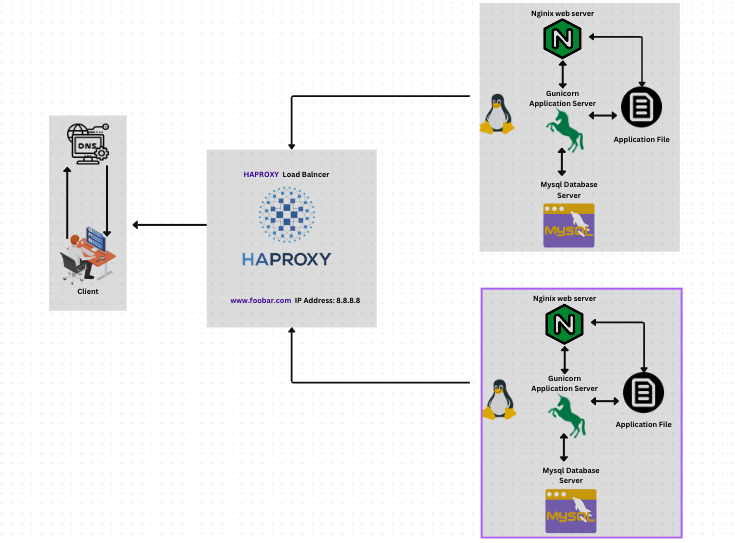 DNS
Client
HAPROXY Load Balncer
HAPROXY
www.foobar.com IP Address: 8.8.8.8
Nginix web server
N
Gunicorn
Application Server
Application File
Mysql Database
Server
MySQL
Nginix web server
N
Gunicorn
Application Server
Application File
Mysql Database
Server
MySQL